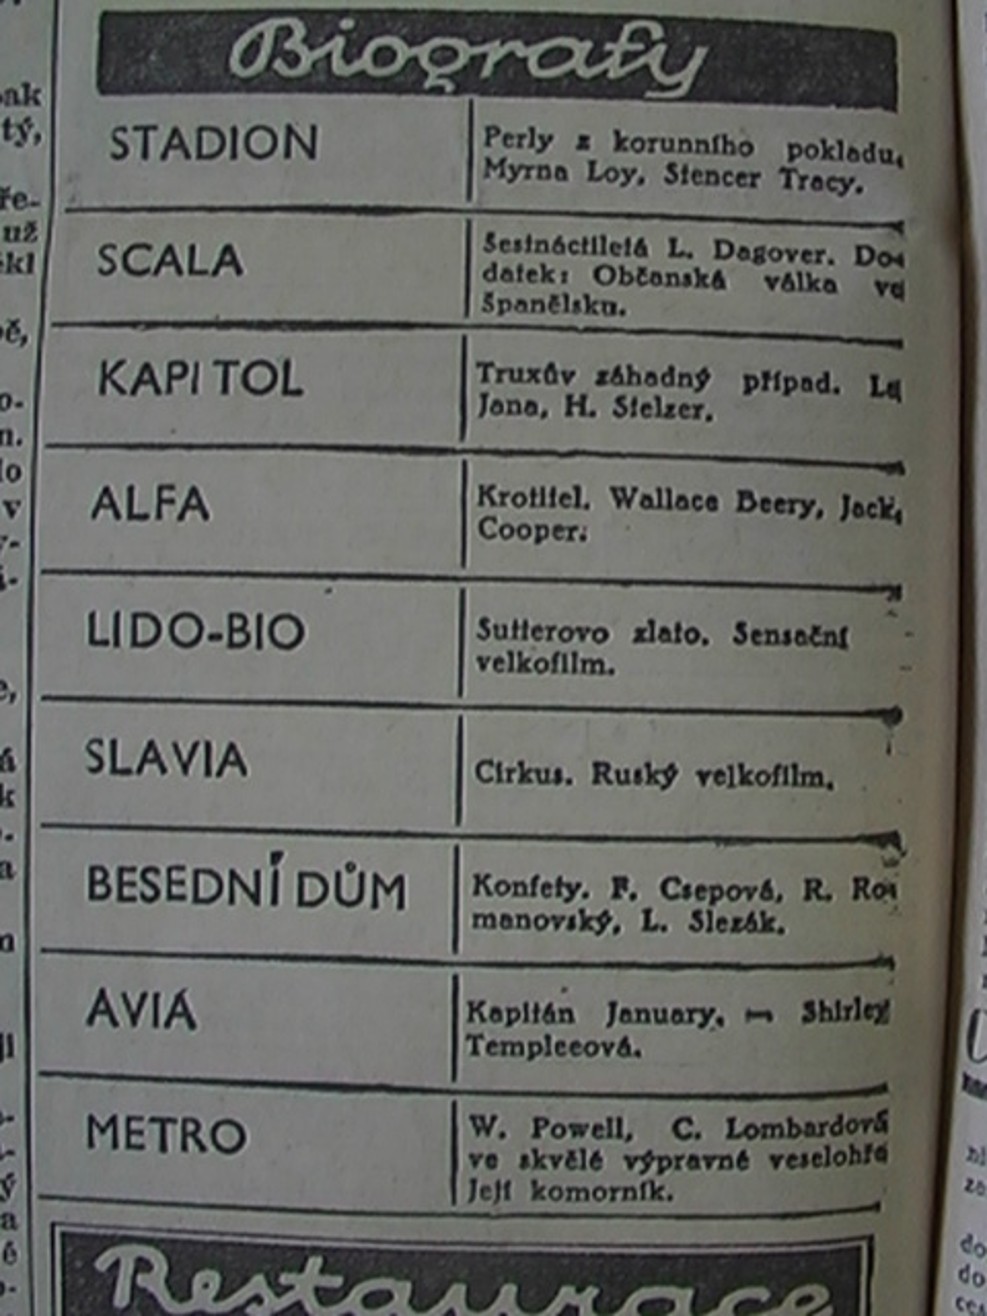 Biografy
STADION
Perly z korunního pokladu,
Myrna Loy, Stencer Tracy.
SCALA
Šestnáctiletá L. Dagover. Do-
datek: Občanská válka ve
Španělsku.
KAPITOL
Truxův záhadný případ. La
Jana, H. Stelzer.
ALFA
Krotitel. Wallace Beery, Jack,
Cooper.
LIDO-BIO
Sutterovo zlato. Sensační
velkofilm.
SLAVIA
Cirkus. Ruský velkofilm.
BESEDNÍ DŮM
Konfety. F. Csepová, R. Ro-
manovský, L. Slezák.
AVIA
Kapitán January. — Shirley
Templeeová.
METRO
W. Powell, C. Lombardová
ve skvělé výpravné veselohře
Její komorník.
Restaurace